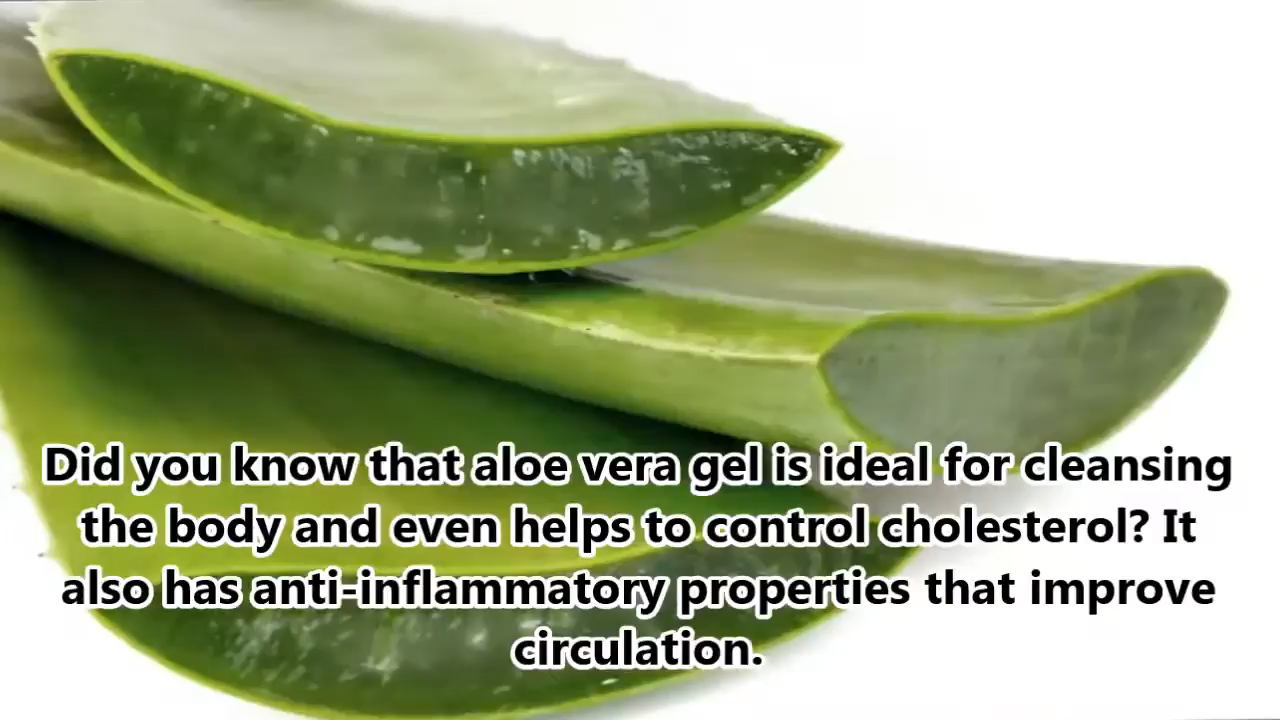 Did you know that aloe vera gel is ideal for cleansing
the body and even helps to control cholesterol? It
also has anti-inflammatory properties that improve
circulation.